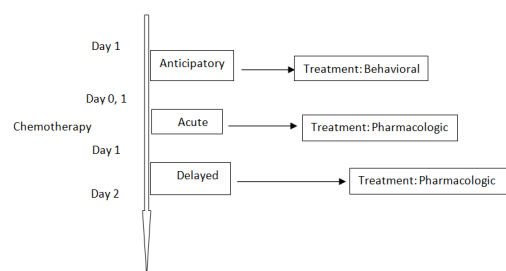 Day 1
Anticipatory
Treatment: Behavioral
Day 0, 1
Chemotherapy
Acute
Treatment: Pharmacologic
Day 1
Delayed
Treatment: Pharmacologic
Day 2